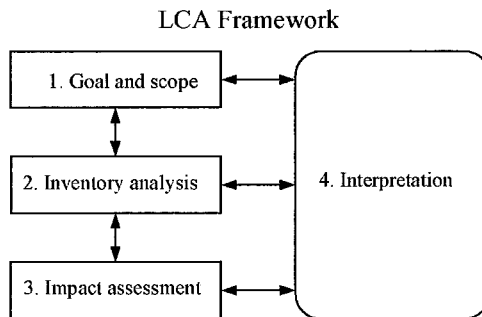 LCA Framework
1. Goal and scope
2. Inventory analysis
4. Interpretation
3. Impact assessment